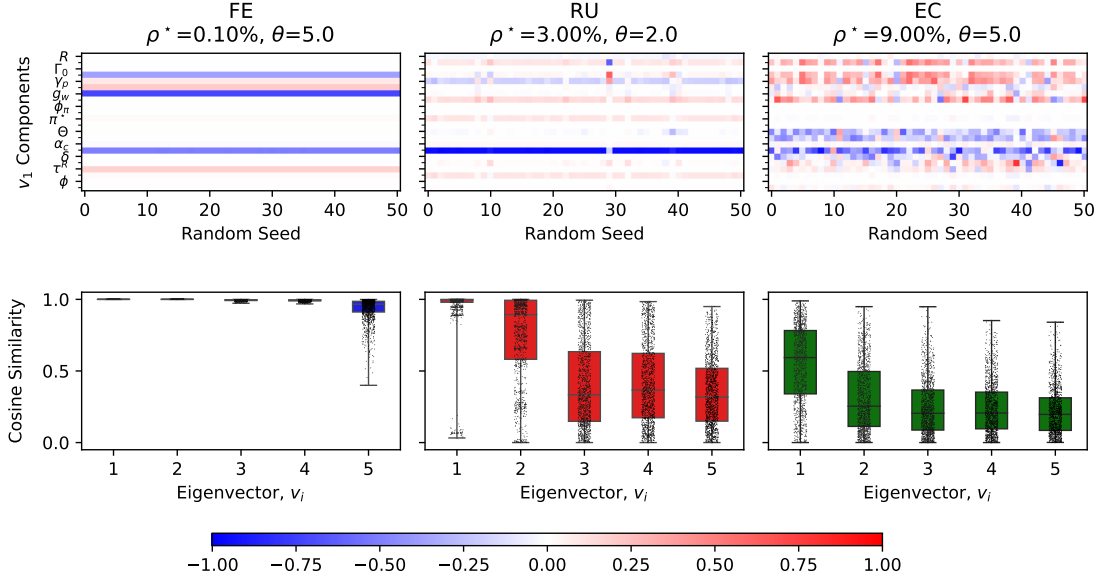 FE
ρ*=0.10%, θ=5.0
RU
ρ*=3.00%, θ=2.0
EC
ρ*=9.00%, θ=5.0
v₁ Components
R
Γ₀
γₚ
g_w
ϕ_π
π*
Θ
α_c
δ
τᴿ
ϕ
0 10 20 30 40 50
0 10 20 30 40 50
0 10 20 30 40 50
Random Seed
Random Seed
Random Seed
Cosine Similarity
1.0
0.5
0.0
1 2 3 4 5
1 2 3 4 5
1 2 3 4 5
Eigenvector, vᵢ
Eigenvector, vᵢ
Eigenvector, vᵢ
−1.00 −0.75 −0.50 −0.25 0.00 0.25 0.50 0.75 1.00